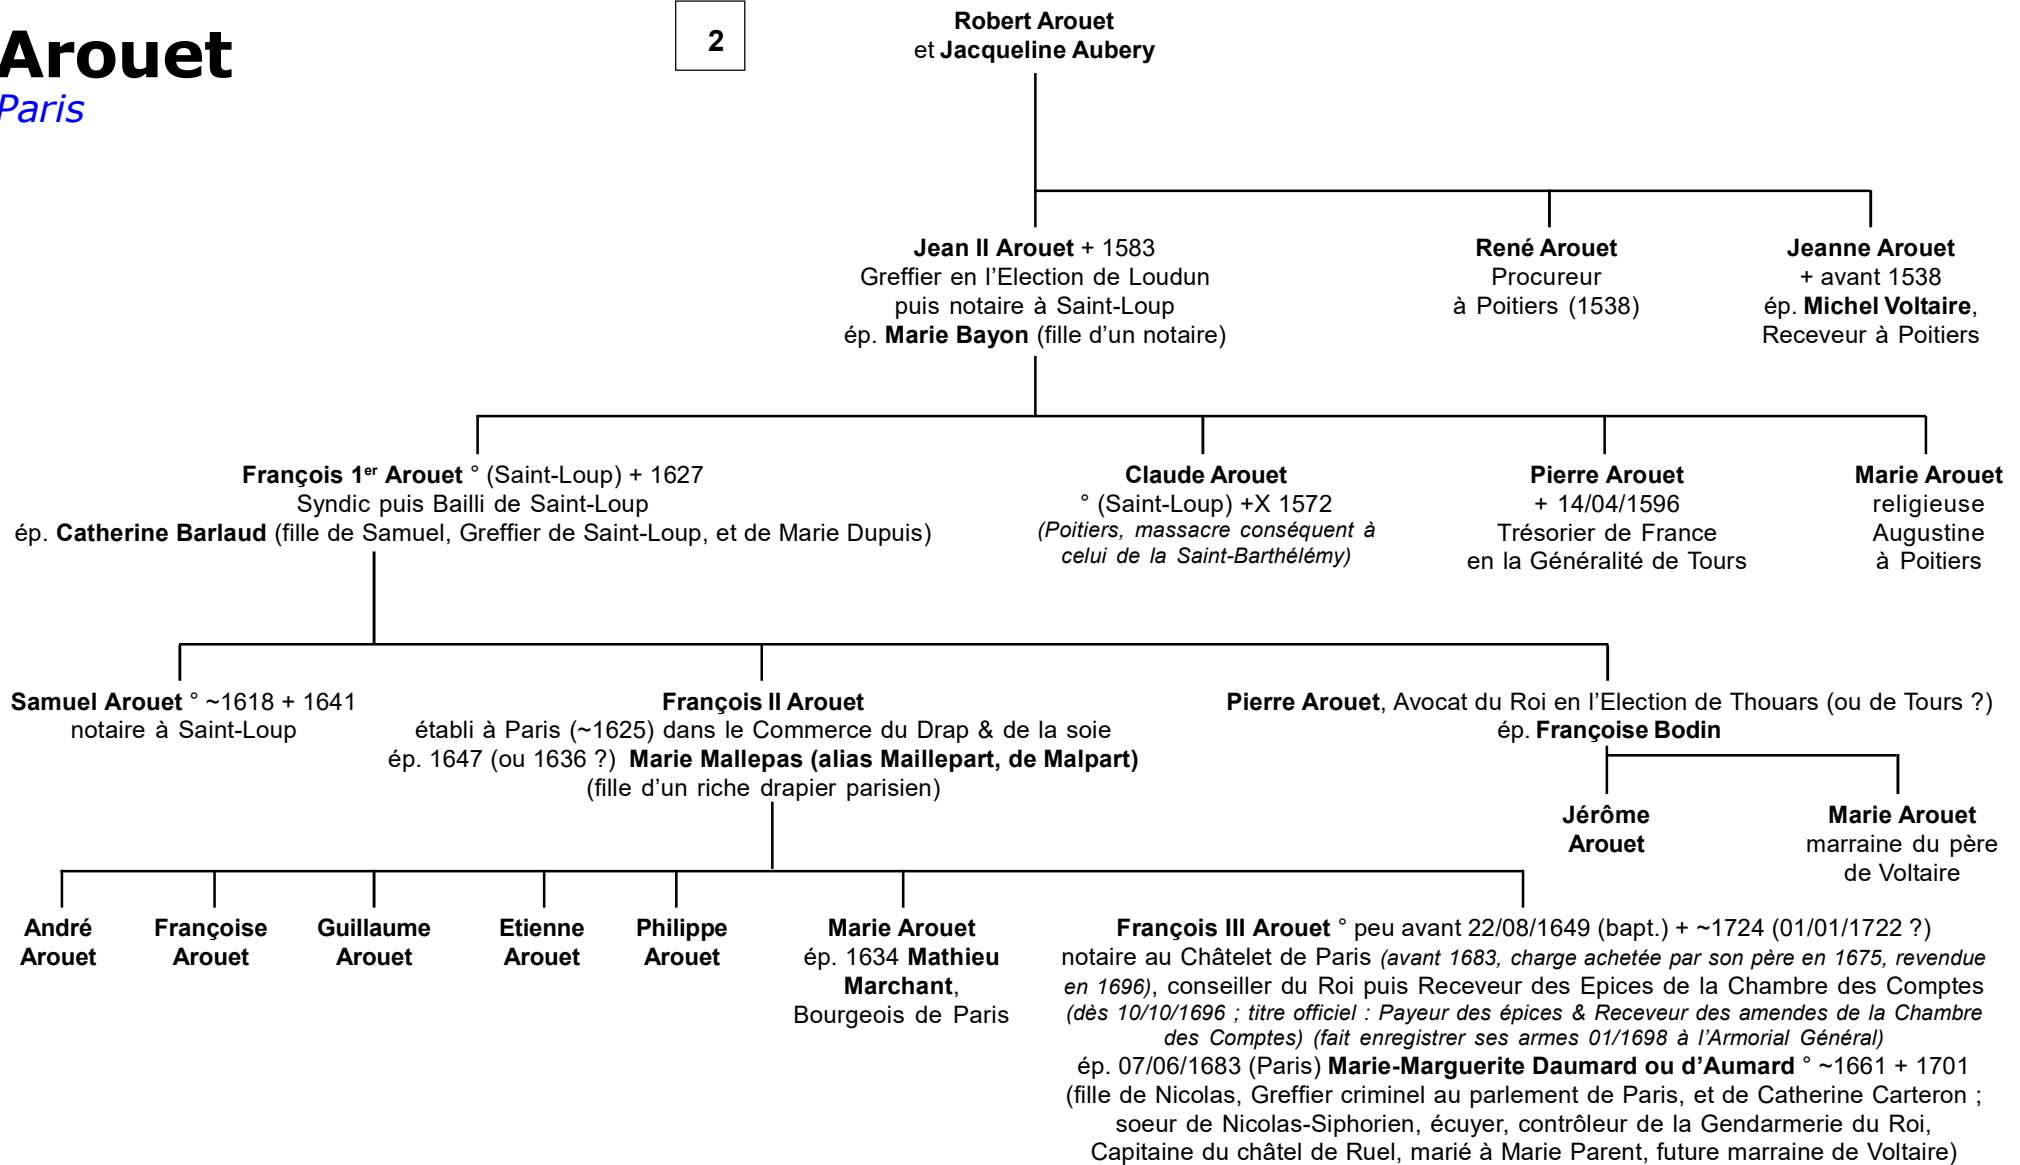 Arouet
Paris
2
Robert Arouet
et Jacqueline Aubery
Jean II Arouet + 1583
Greffier en l’Election de Loudun
puis notaire à Saint-Loup
ép. Marie Bayon (fille d’un notaire)
René Arouet
Procureur
à Poitiers (1538)
Jeanne Arouet
+ avant 1538
ép. Michel Voltaire,
Receveur à Poitiers
François 1er Arouet ° (Saint-Loup) + 1627
Syndic puis Bailli de Saint-Loup
ép. Catherine Barlaud (fille de Samuel, Greffier de Saint-Loup, et de Marie Dupuis)
Claude Arouet
° (Saint-Loup) +X 1572
(Poitiers, massacre conséquent à
celui de la Saint-Barthélémy)
Pierre Arouet
+ 14/04/1596
Trésorier de France
en la Généralité de Tours
Marie Arouet
religieuse
Augustine
à Poitiers
Samuel Arouet ° ~1618 + 1641
notaire à Saint-Loup
François II Arouet
établi à Paris (~1625) dans le Commerce du Drap & de la soie
ép. 1647 (ou 1636 ?) Marie Mallepas (alias Maillepart, de Malpart)
(fille d’un riche drapier parisien)
Pierre Arouet, Avocat du Roi en l’Election de Thouars (ou de Tours ?)
ép. Françoise Bodin
Jérôme
Arouet
Marie Arouet
marraine du père
de Voltaire
André
Arouet
Françoise
Arouet
Guillaume
Arouet
Etienne
Arouet
Philippe
Arouet
Marie Arouet
ép. 1634 Mathieu
Marchant,
Bourgeois de Paris
François III Arouet ° peu avant 22/08/1649 (bapt.) + ~1724 (01/01/1722 ?)
notaire au Châtelet de Paris (avant 1683, charge achetée par son père en 1675, revendue
en 1696), conseiller du Roi puis Receveur des Epices de la Chambre des Comptes
(dès 10/10/1696 ; titre officiel : Payeur des épices & Receveur des amendes de la Chambre
des Comptes) (fait enregistrer ses armes 01/1698 à l’Armorial Général)
ép. 07/06/1683 (Paris) Marie-Marguerite Daumard ou d’Aumard ° ~1661 + 1701
(fille de Nicolas, Greffier criminel au parlement de Paris, et de Catherine Carteron ;
soeur de Nicolas-Siphorien, écuyer, contrôleur de la Gendarmerie du Roi,
Capitaine du châtel de Ruel, marié à Marie Parent, future marraine de Voltaire)